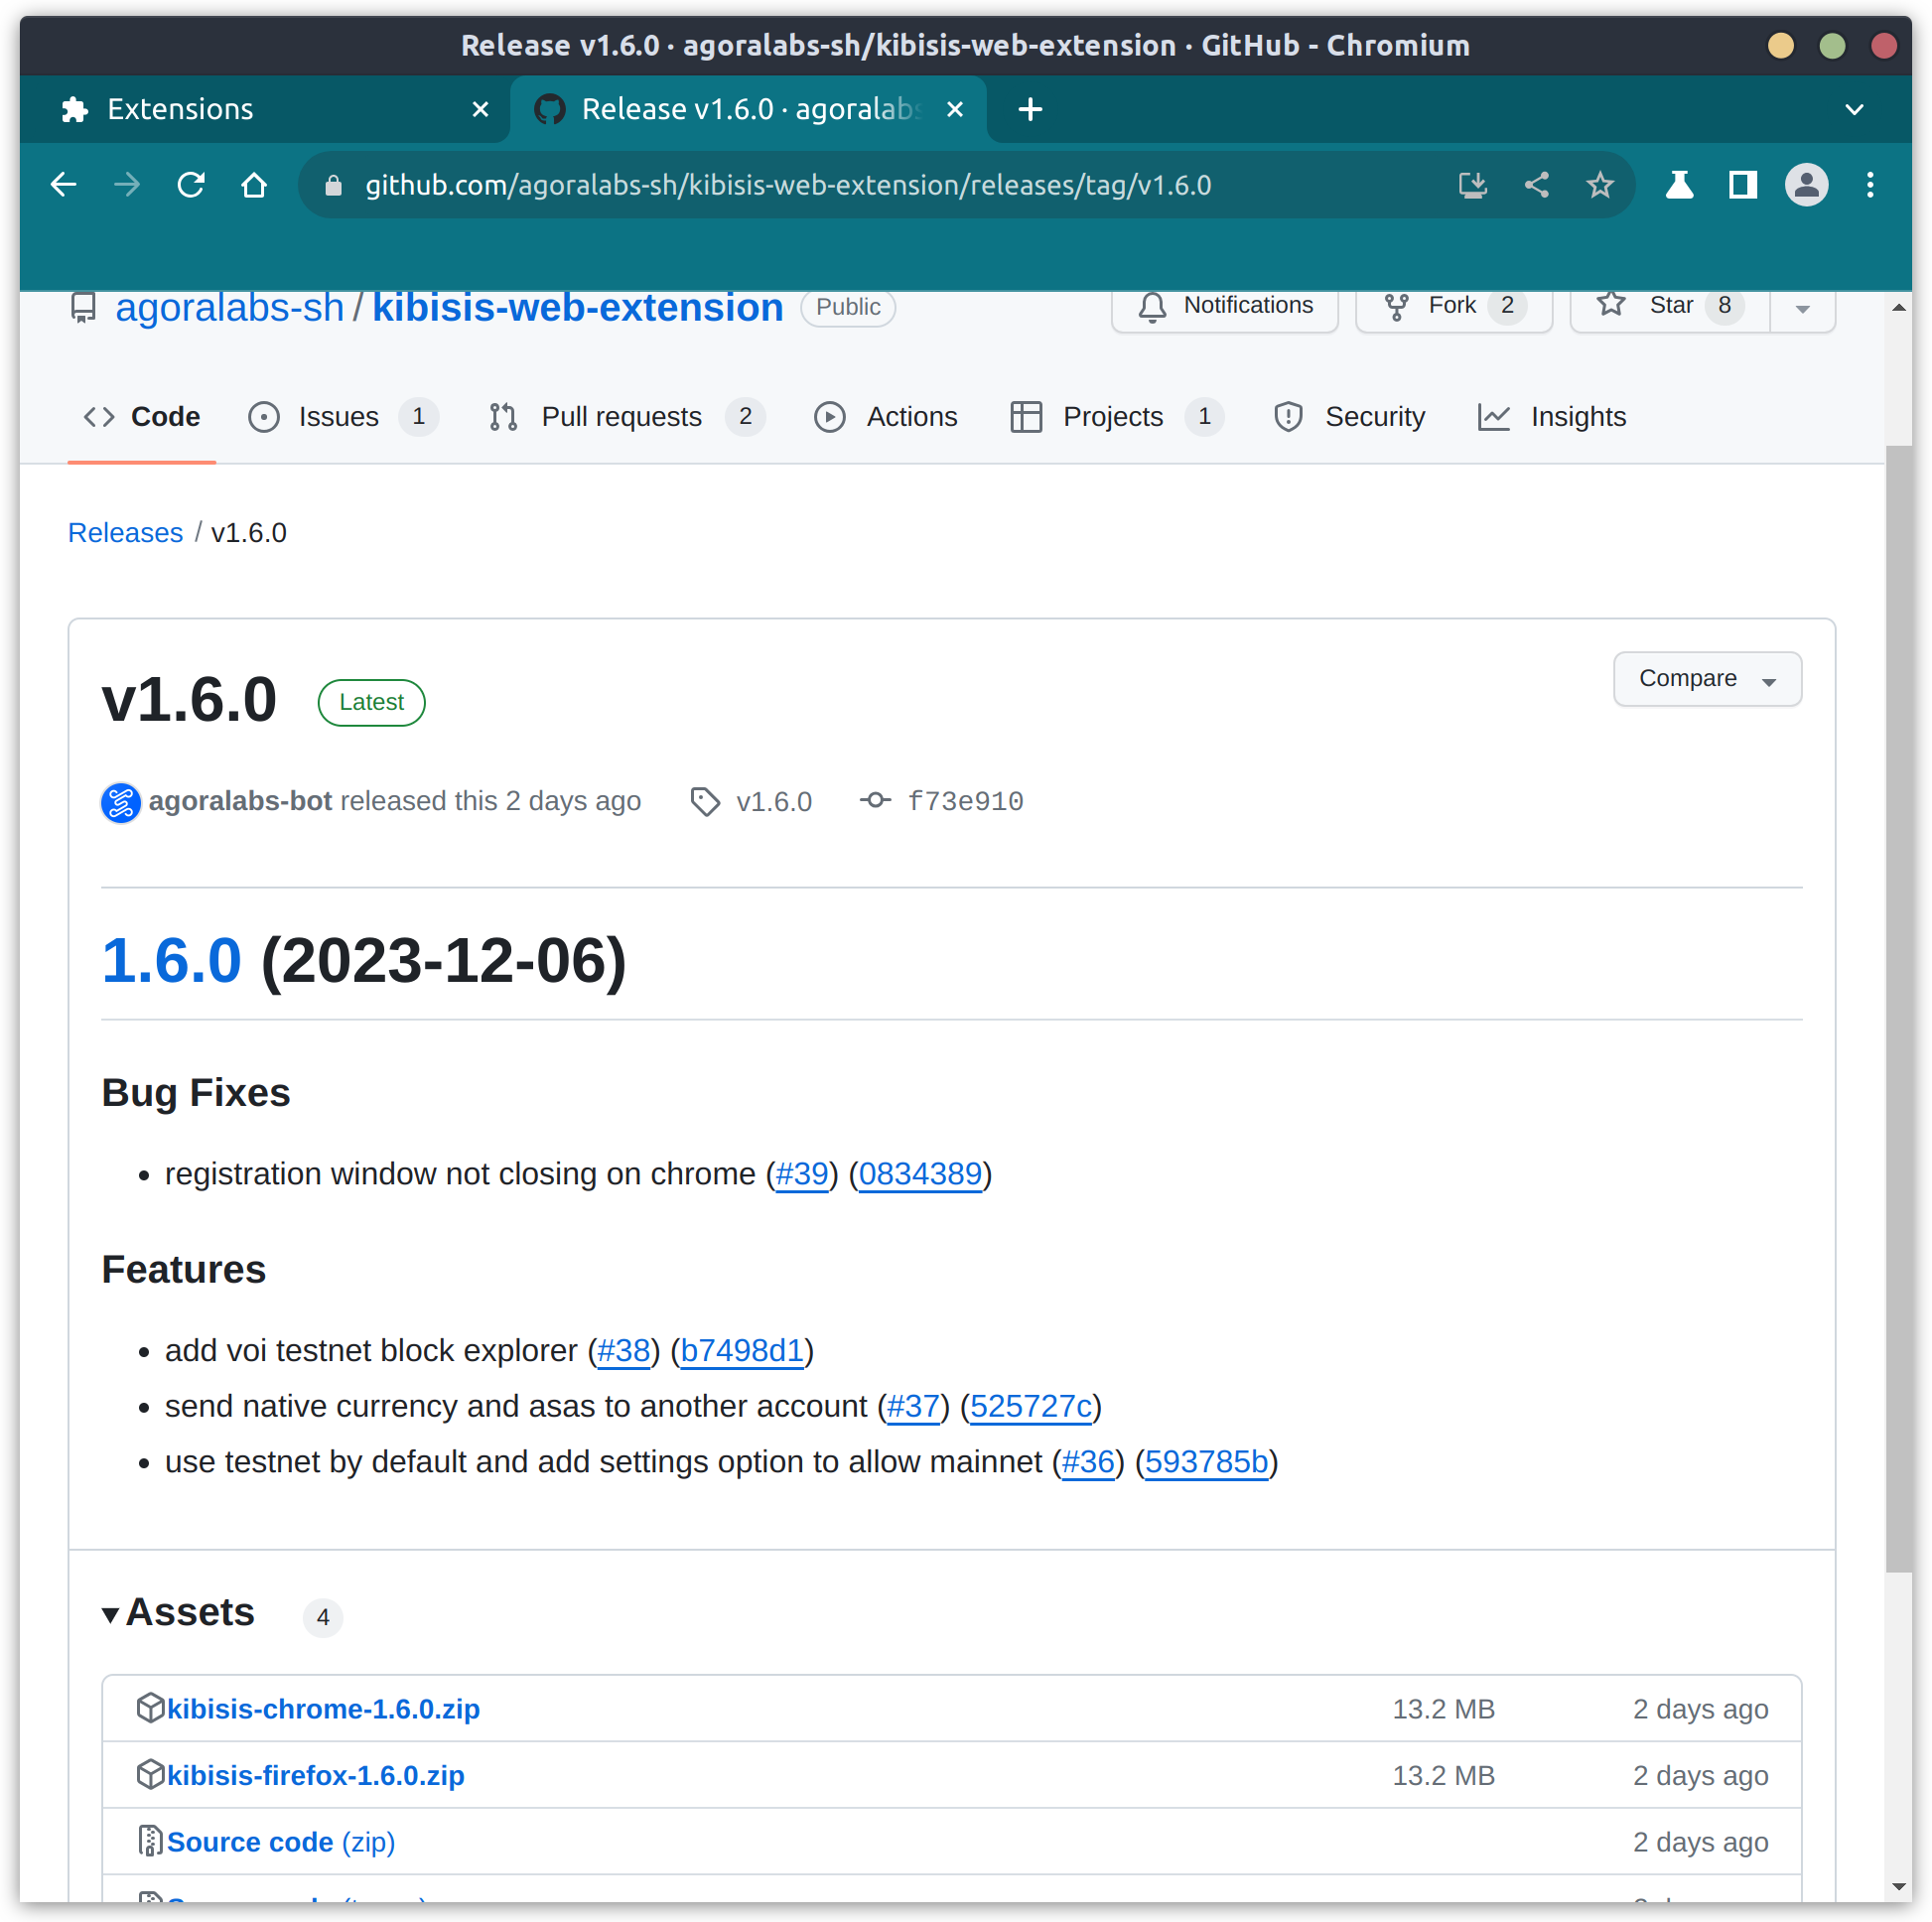 Release v1.6.0 · agoralabs-sh/kibisis-web-extension · GitHub - Chromium
Extensions
Release v1.6.0 · agoralabs
github.com/agoralabs-sh/kibisis-web-extension/releases/tag/v1.6.0
agoralabs-sh / kibisis-web-extension Public Notifications Fork 2 Star 8
Code Issues 1 Pull requests 2 Actions Projects 1 Security Insights
Releases / v1.6.0
v1.6.0 Latest Compare
agoralabs-bot released this 2 days ago v1.6.0 f73e910
1.6.0 (2023-12-06)
Bug Fixes
• registration window not closing on chrome (#39) (0834389)
Features
• add voi testnet block explorer (#38) (b7498d1)
• send native currency and asas to another account (#37) (525727c)
• use testnet by default and add settings option to allow mainnet (#36) (593785b)
Assets 4
kibisis-chrome-1.6.0.zip 13.2 MB 2 days ago
kibisis-firefox-1.6.0.zip 13.2 MB 2 days ago
Source code (zip) 2 days ago